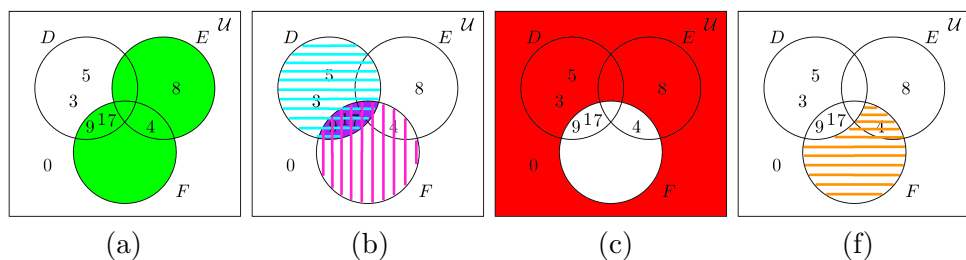 𝒰 𝒰 𝒰 𝒰
D E D E D E D E
5 5 5 5
8 8 8 8
3 3 3 3
9 17 4 4 9 17 4 9 17 4
0 0 0 0
F F F F
(a) (b) (c) (f)